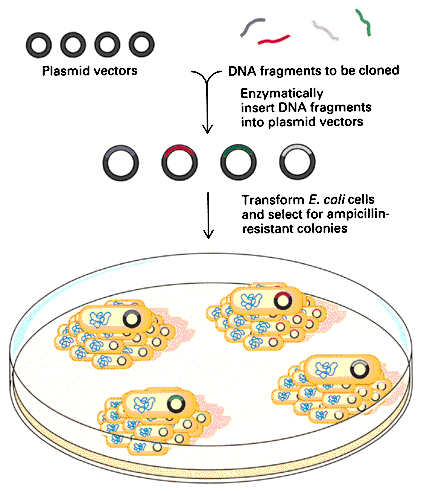 Plasmid vectors
DNA fragments to be cloned
Enzymatically
insert DNA fragments
into plasmid vectors
Transform E. coli cells
and select for ampicillin-
resistant colonies